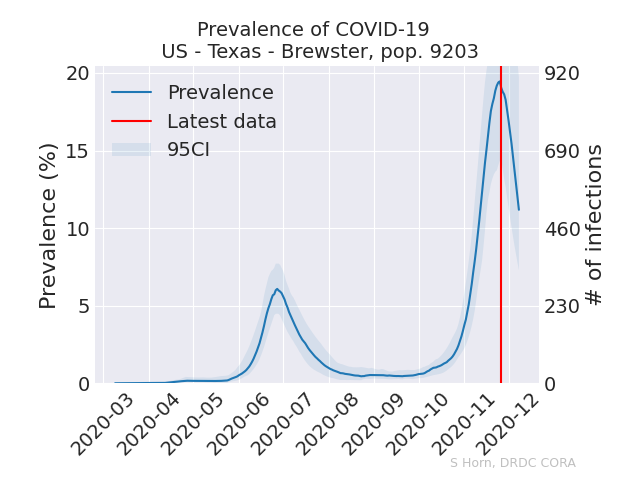 Prevalence of COVID-19
US - Texas - Brewster, pop. 9203
Prevalence
Latest data
95CI
Prevalence (%)
20
15
10
5
0
920
690
460
230
0
# of infections
2020-03
2020-04
2020-05
2020-06
2020-07
2020-08
2020-09
2020-10
2020-11
2020-12
S Horn, DRDC CORA